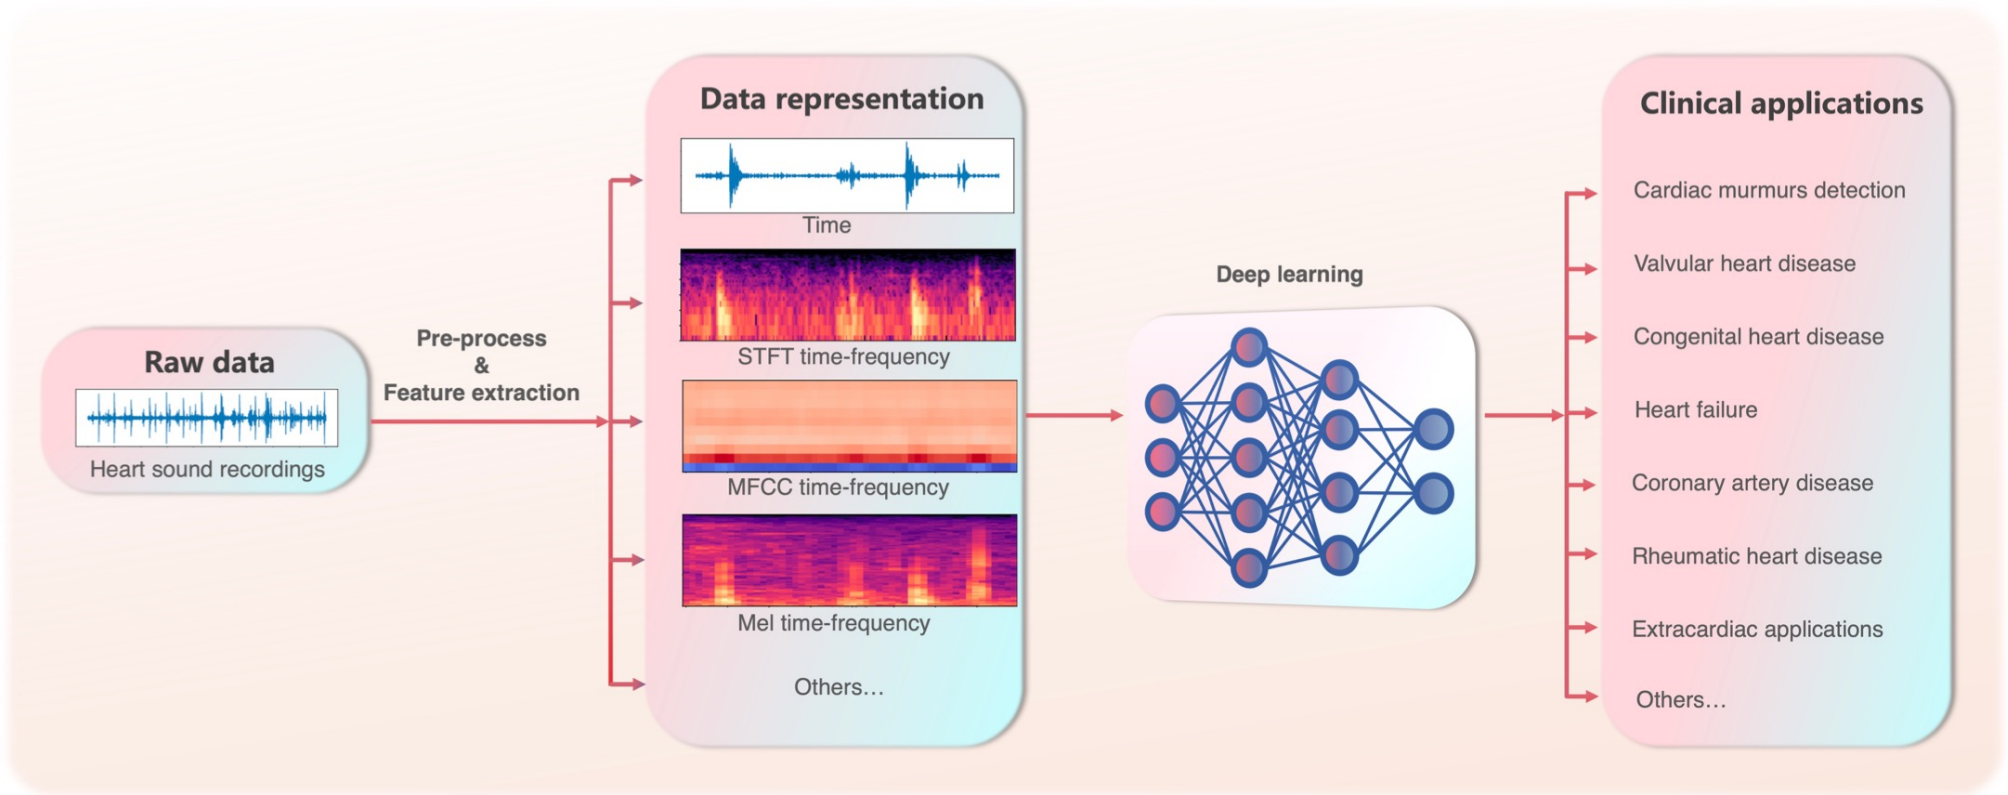 Raw data
Heart sound recordings
Pre-process
&
Feature extraction
Data representation
Time
STFT time-frequency
MFCC time-frequency
Mel time-frequency
Others...
Deep learning
Clinical applications
Cardiac murmurs detection
Valvular heart disease
Congenital heart disease
Heart failure
Coronary artery disease
Rheumatic heart disease
Extracardiac applications
Others...